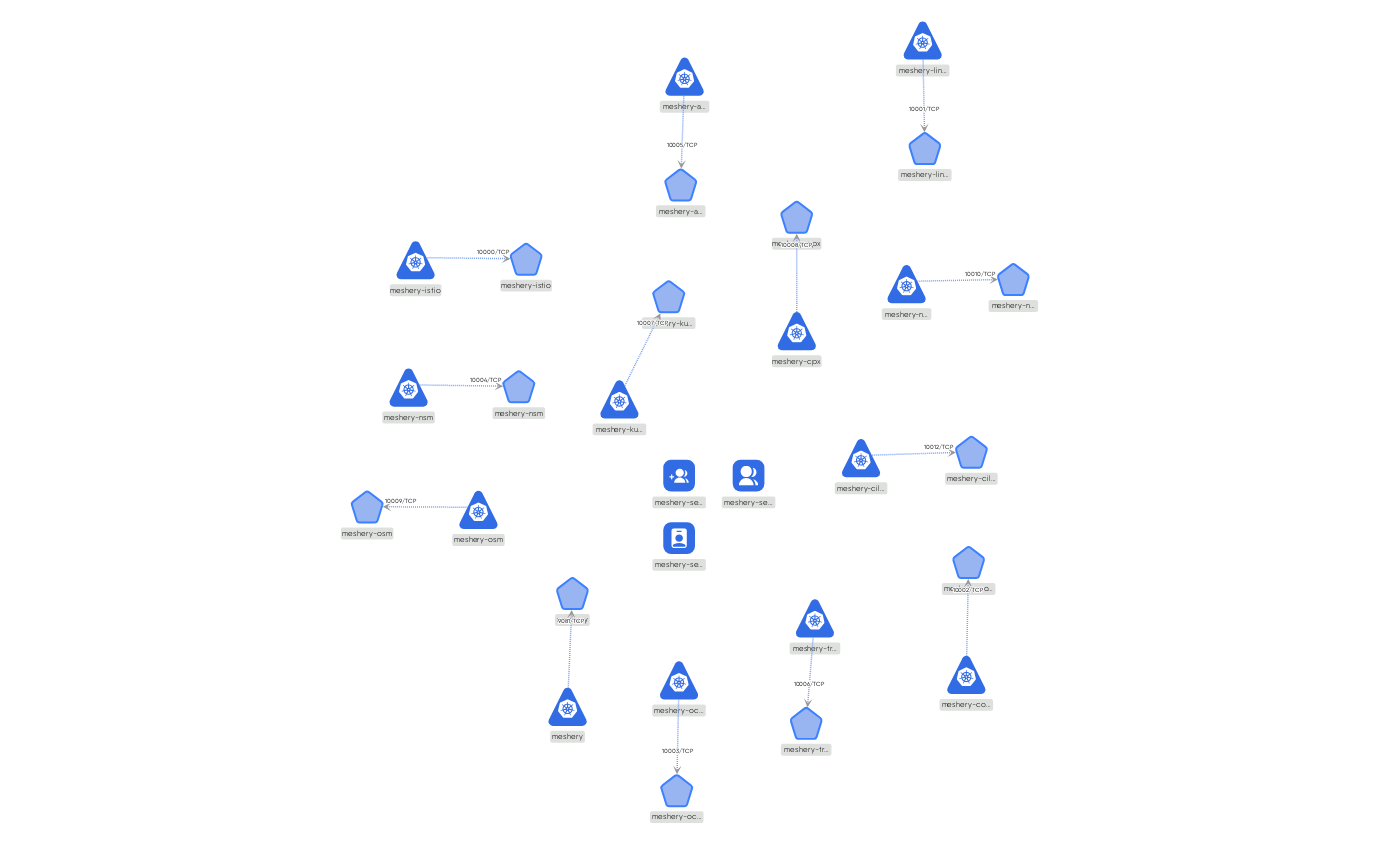 meshery-lin...
10001/TCP
meshery-lin...
meshery-a...
10005/TCP
meshery-a...
10008/TCP
10000/TCP
meshery-istio
meshery-istio
10010/TCP
meshery-n...
meshery-n...
10007/TCP
meshery-cpx
10004/TCP
meshery-nsm
meshery-nsm
meshery-ku...
10012/TCP
meshery-cil...
meshery-cil...
meshery-se...
meshery-se...
10009/TCP
meshery-osm
meshery-osm
meshery-se...
10002/TCP
meshery-tr...
10006/TCP
meshery-tr...
meshery-co...
meshery-oc...
meshery
10003/TCP
meshery-oc...